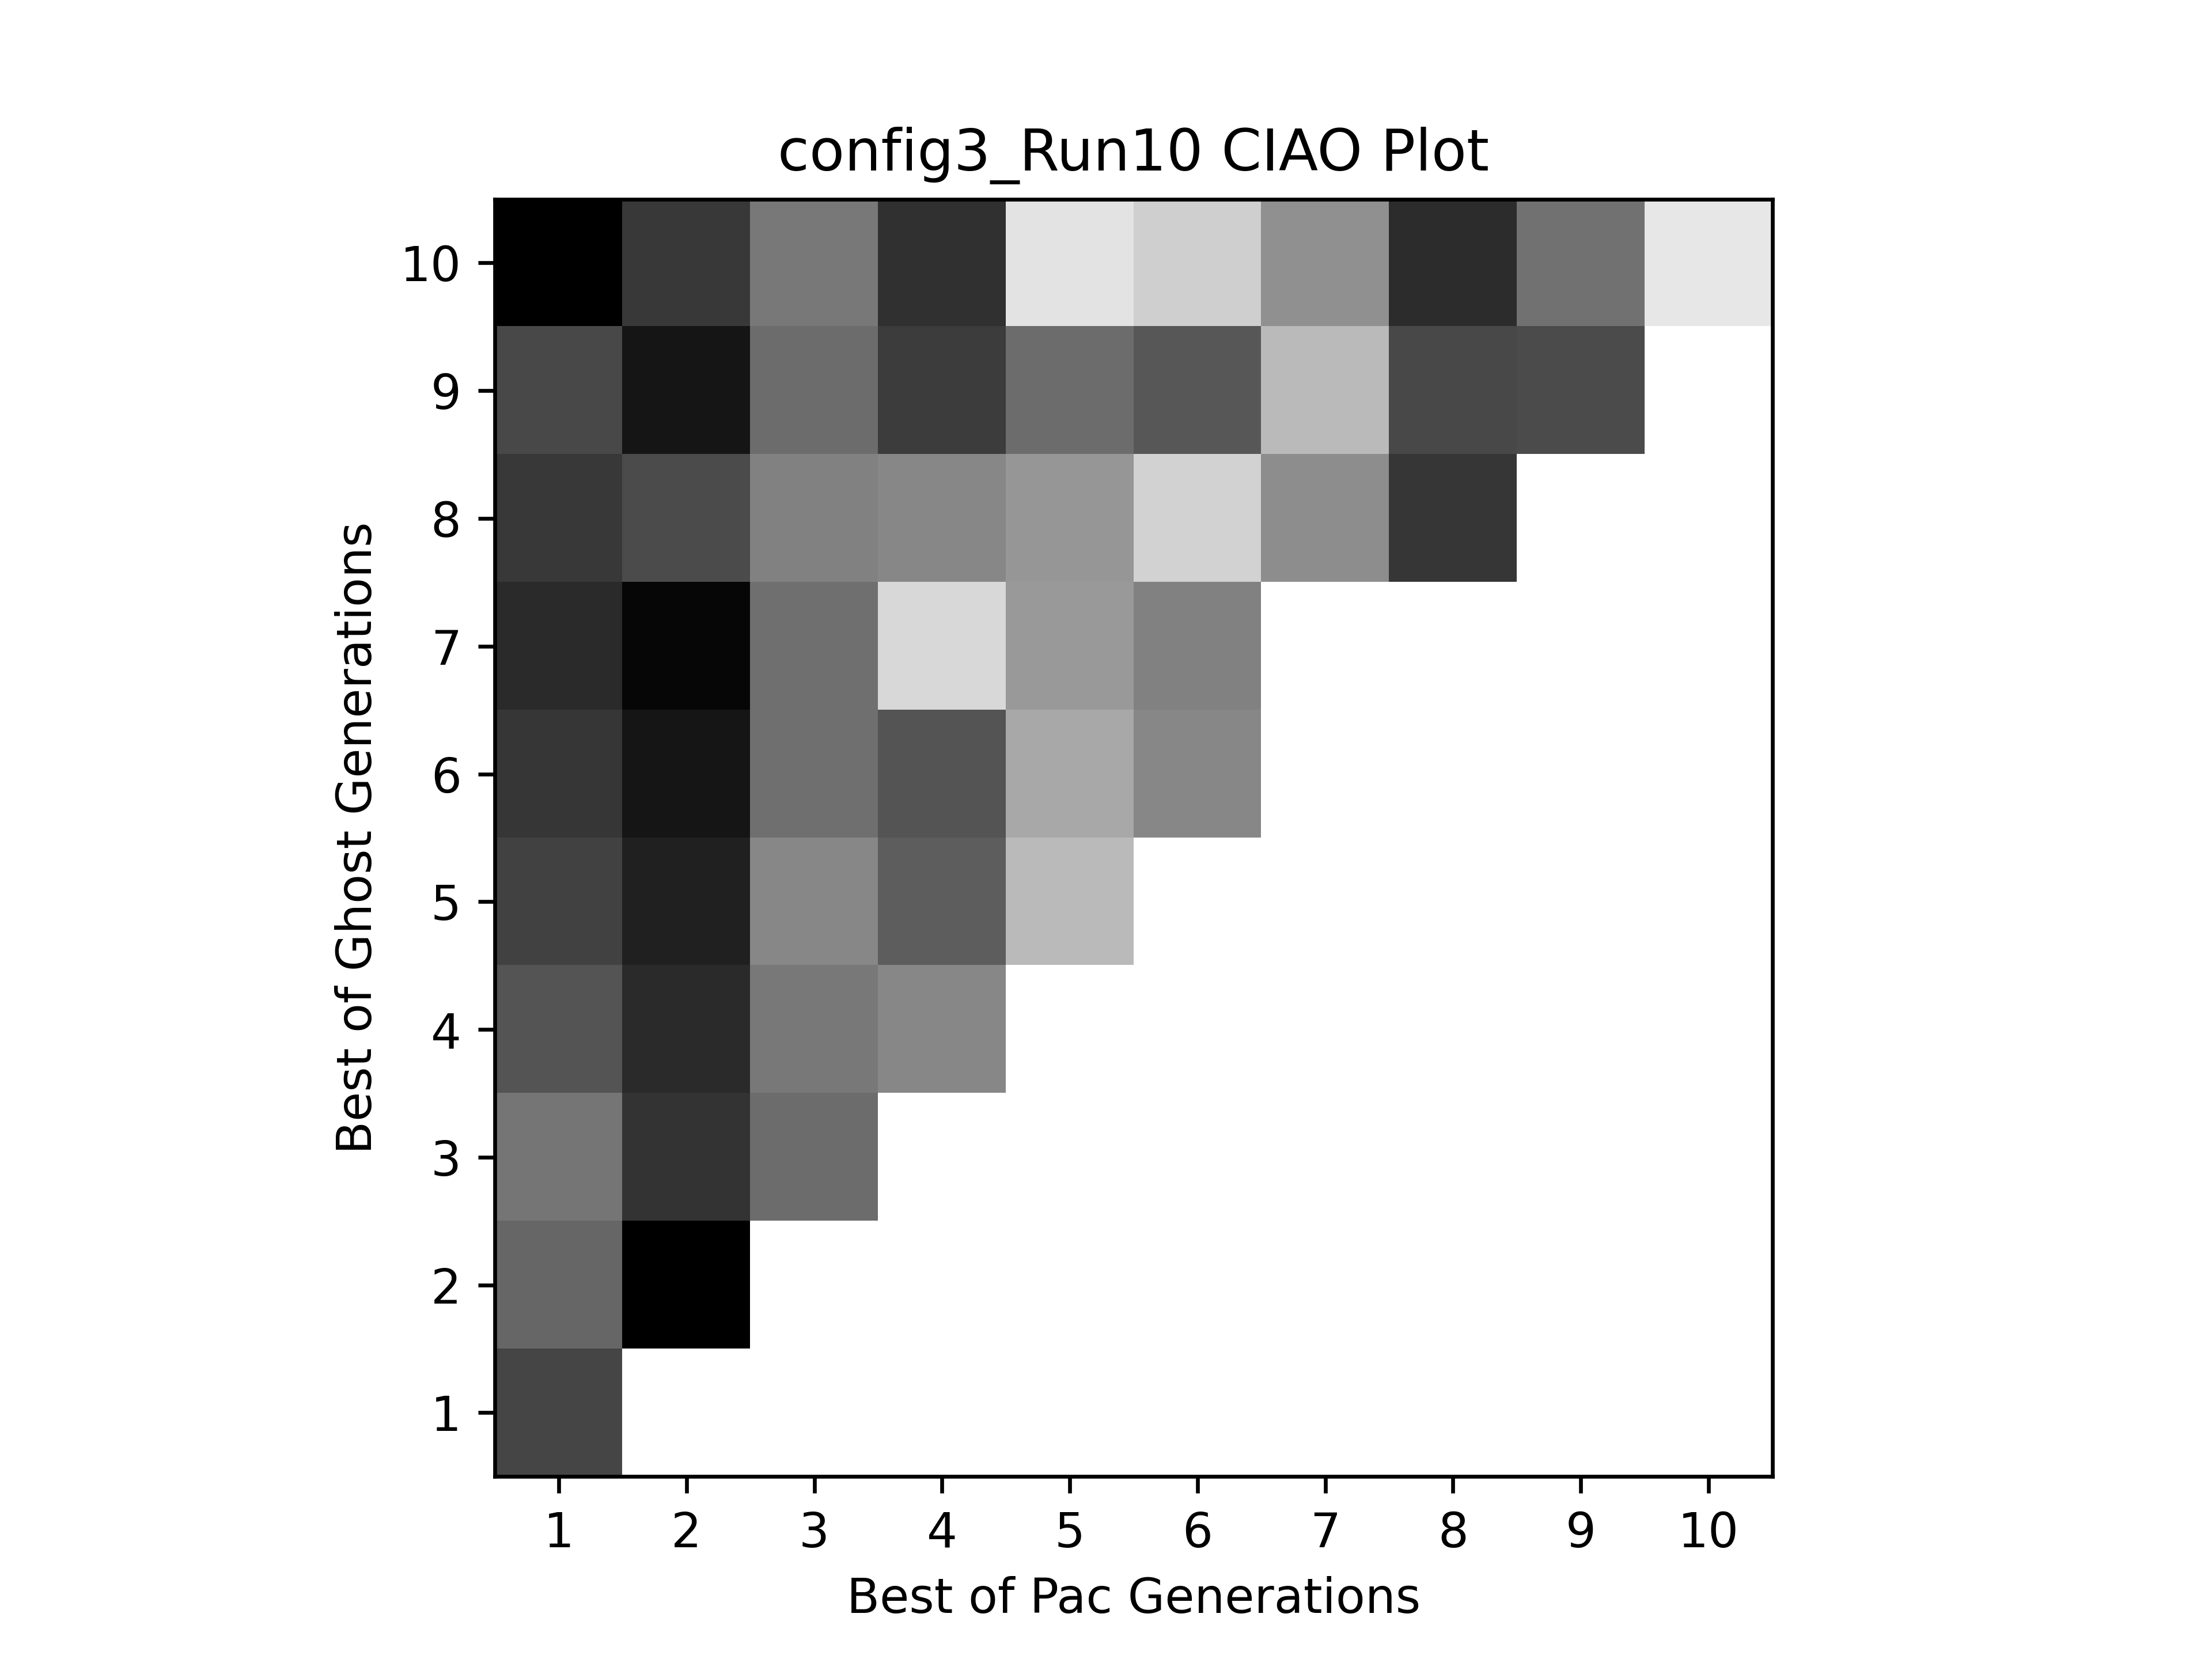 config3_Run10 CIAO Plot
10
9
8
7
6
5
4
3
2
1
Best of Ghost Generations
1 2 3 4 5 6 7 8 9 10
Best of Pac Generations